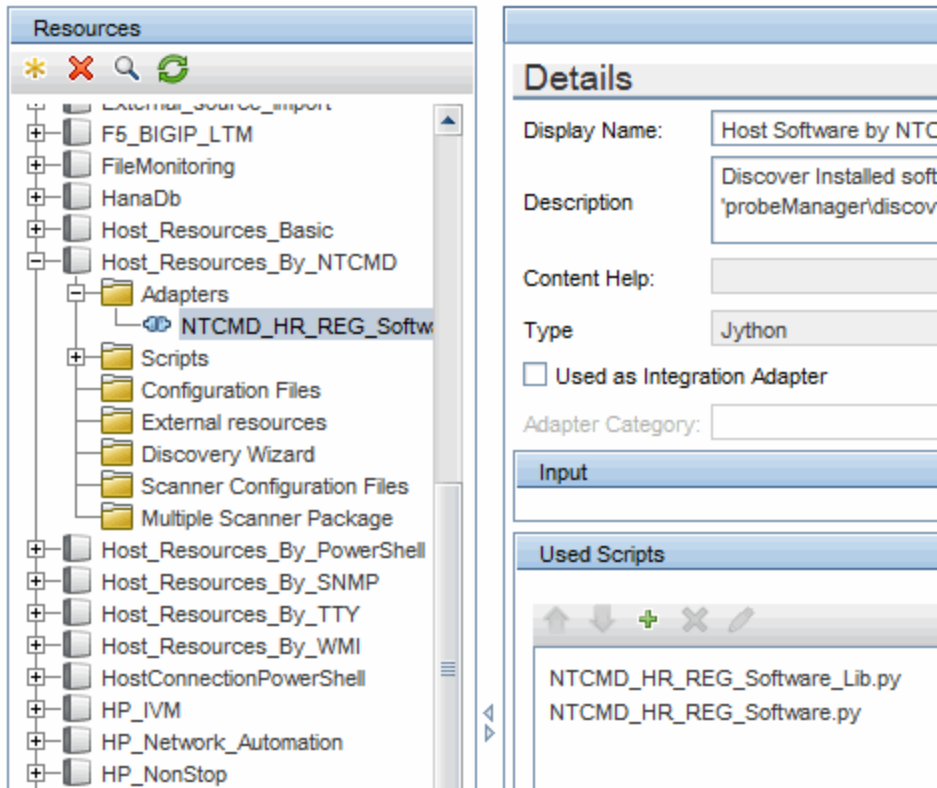 Resources
External_source_import
F5_BIGIP_LTM
FileMonitoring
HanaDb
Host_Resources_Basic
Host_Resources_By_NTCMD
Adapters
NTCMD_HR_REG_Softw
Scripts
Configuration Files
External resources
Discovery Wizard
Scanner Configuration Files
Multiple Scanner Package
Host_Resources_By_PowerShell
Host_Resources_By_SNMP
Host_Resources_By_TTY
Host_Resources_By_WMI
HostConnectionPowerShell
HP_IVM
HP_Network_Automation
HP_NonStop
Details
Display Name: Host Software by NTC
Description Discover Installed soft
'probeManager\discov
Content Help:
Type Jython
Used as Integration Adapter
Adapter Category:
Input
Used Scripts
NTCMD_HR_REG_Software_Lib.py
NTCMD_HR_REG_Software.py